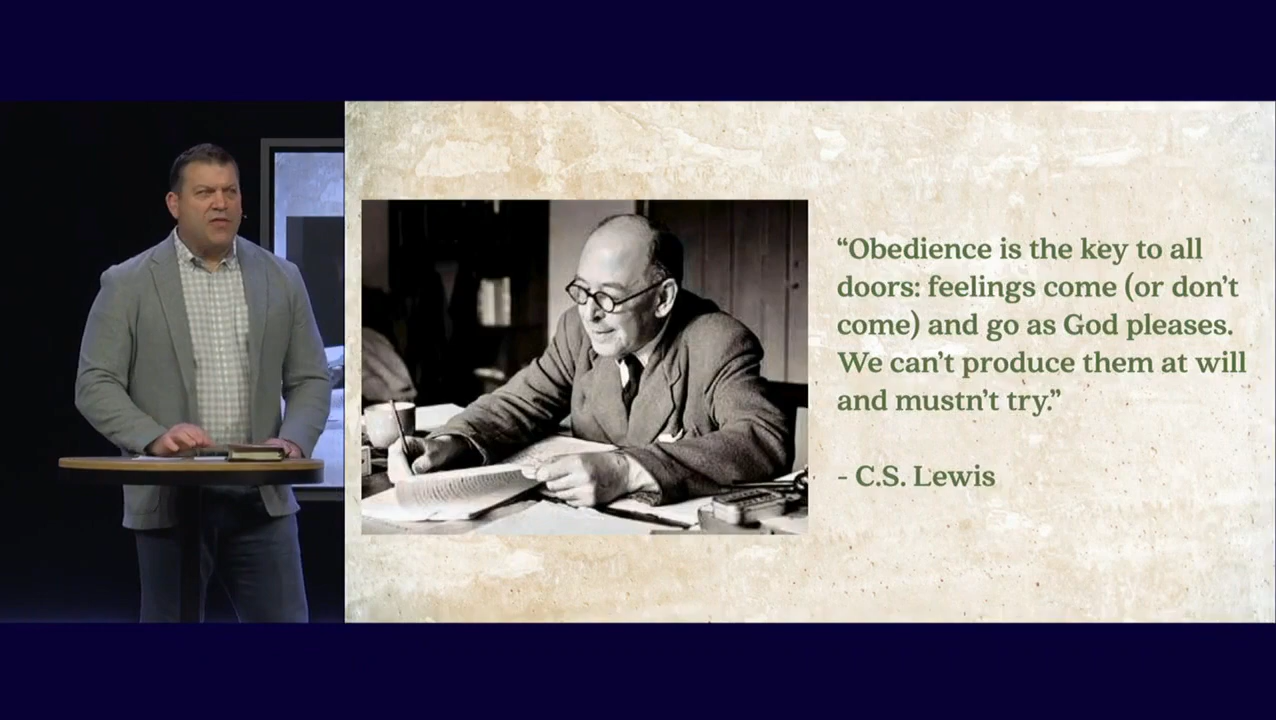 “Obedience is the key to all
doors: feelings come (or don’t
come) and go as God pleases.
We can’t produce them at will
and mustn’t try.”
- C.S. Lewis